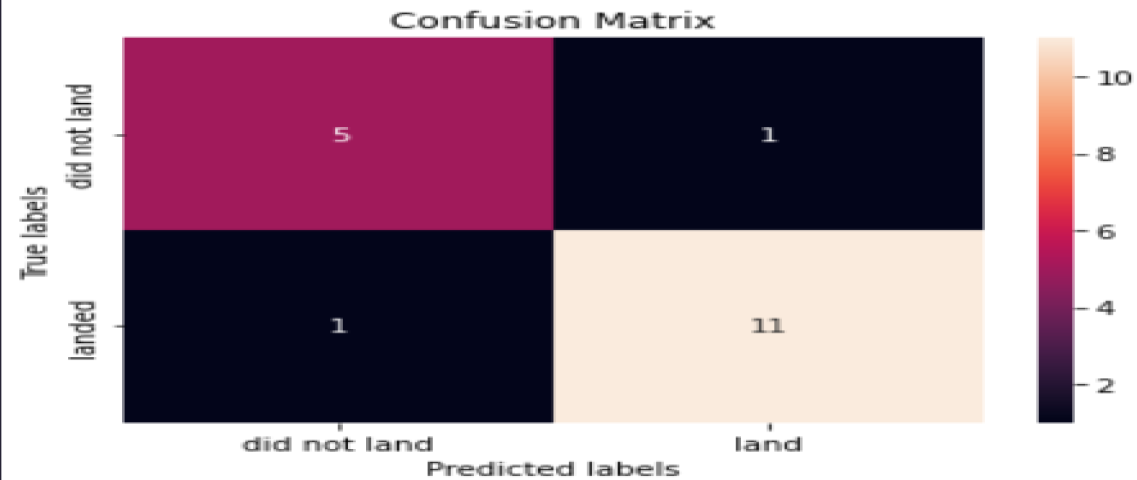 Confusion Matrix
True labels
did not land
5
1
landed
1
11
did not land
land
Predicted labels
10
8
6
4
2